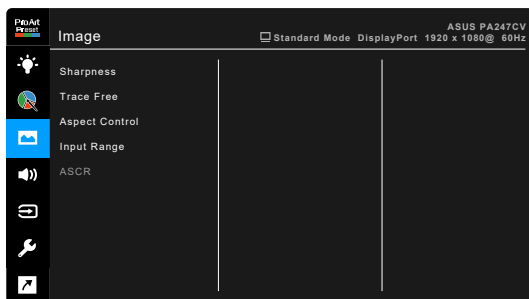 ProArt
Preset
Image
ASUS PA247CV
Standard Mode DisplayPort 1920 x 1080@ 60Hz
Sharpness
Trace Free
Aspect Control
Input Range
ASCR